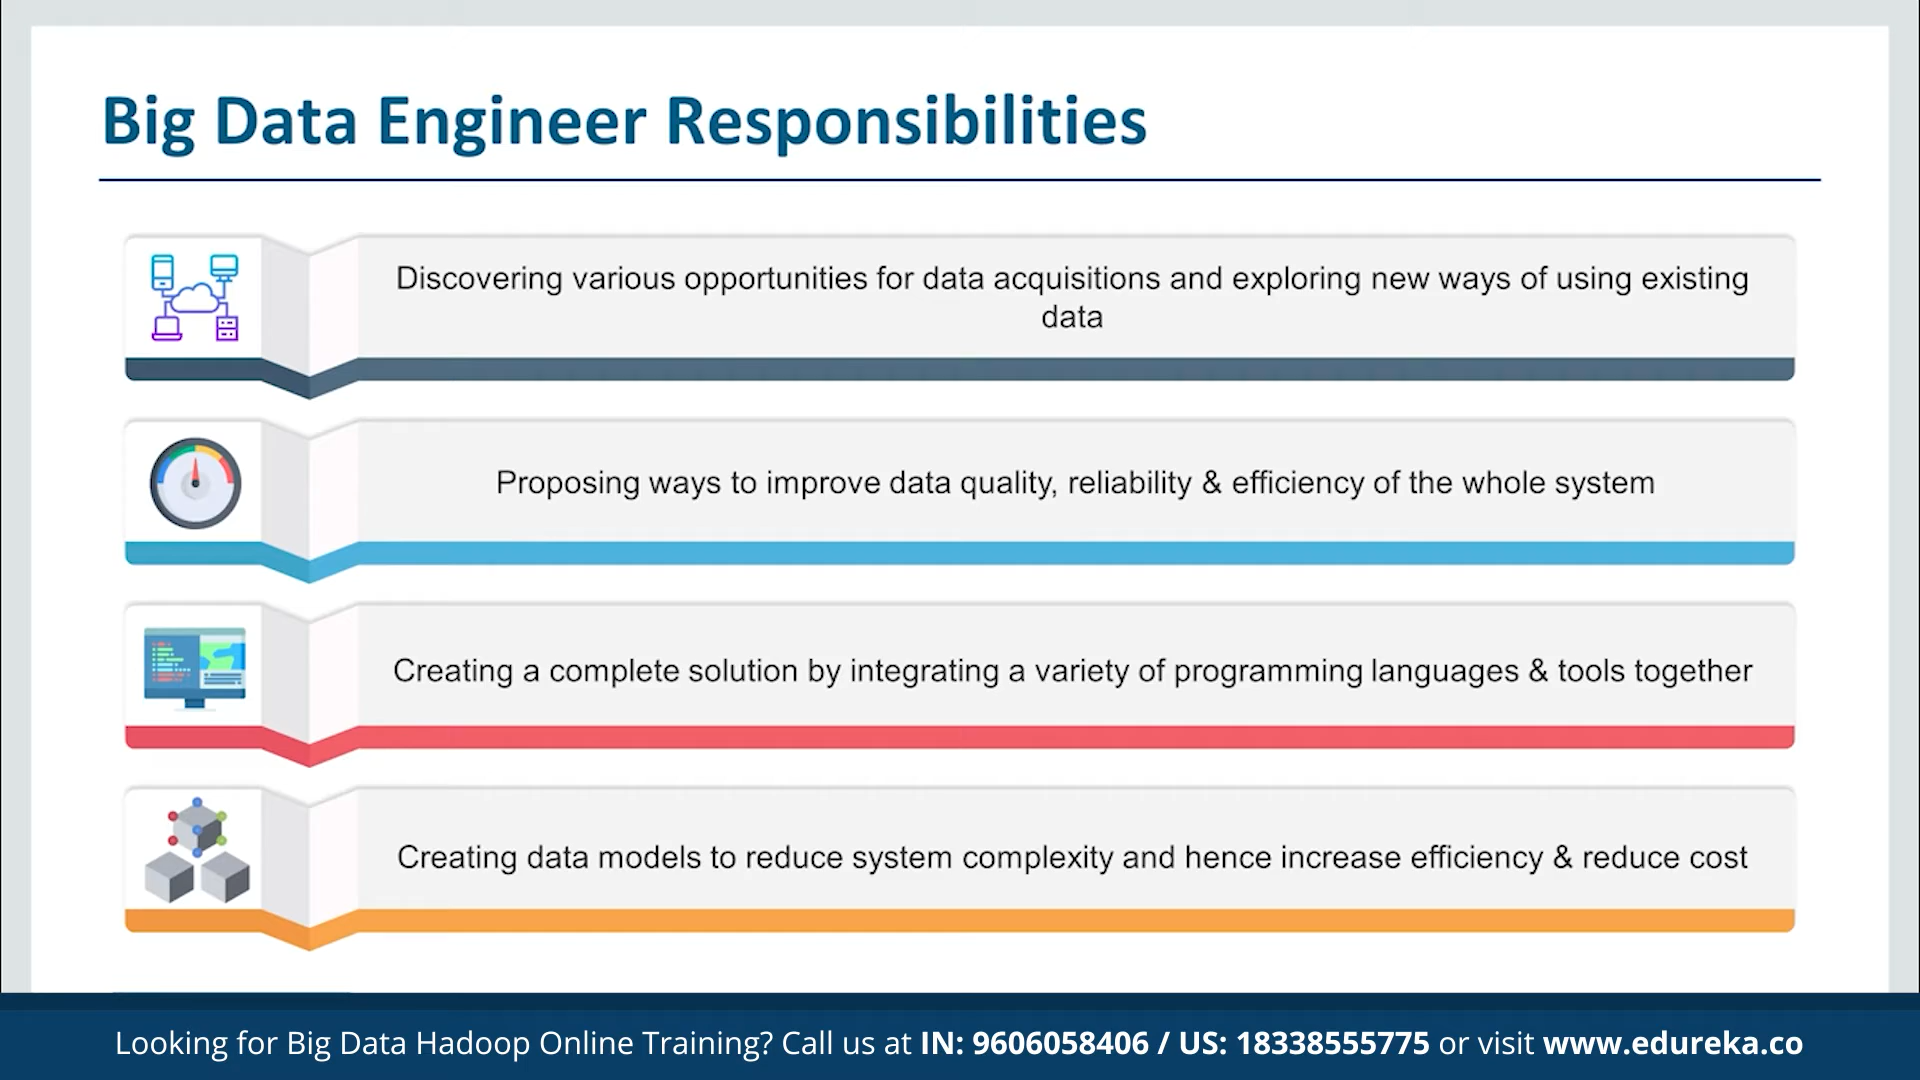 Big Data Engineer Responsibilities
Discovering various opportunities for data acquisitions and exploring new ways of using existing
data
Proposing ways to improve data quality, reliability & efficiency of the whole system
Creating a complete solution by integrating a variety of programming languages & tools together
Creating data models to reduce system complexity and hence increase efficiency & reduce cost
Looking for Big Data Hadoop Online Training? Call us at IN: 9606058406 / US: 18338555775 or visit www.edureka.co